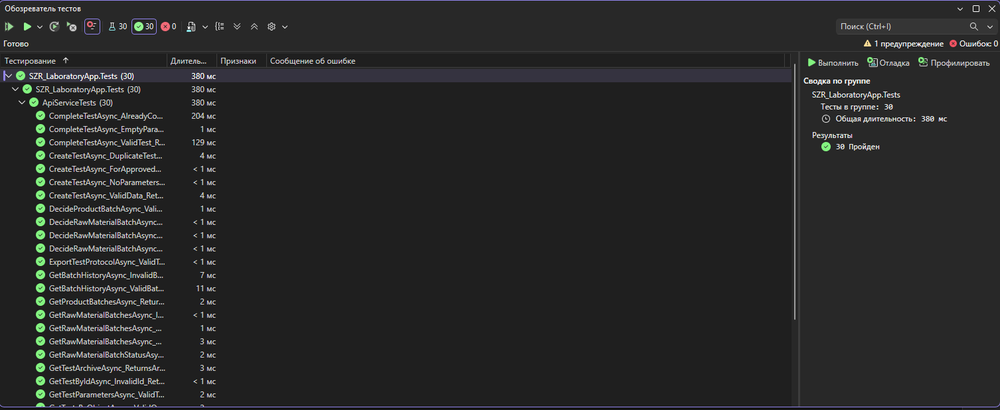 Обозреватель тестов
30 30 0
Поиск (Ctrl+I)
Готово
1 предупреждение Ошибок: 0
Тестирование Длитель... Признаки Сообщение об ошибке
SZR_LaboratoryApp.Tests (30) 380 мс
SZR_LaboratoryApp.Tests (30) 380 мс
ApiServiceTests (30) 380 мс
CompleteTestAsync_AlreadyCo... 204 мс
CompleteTestAsync_EmptyPara... 1 мс
CompleteTestAsync_ValidTest_R... 129 мс
CreateTestAsync_DuplicateTest... 4 мс
CreateTestAsync_ForApproved... < 1 мс
CreateTestAsync_NoParameters... < 1 мс
CreateTestAsync_ValidData_Ret... 4 мс
DecideProductBatchAsync_Vali... 1 мс
DecideRawMaterialBatchAsync... < 1 мс
DecideRawMaterialBatchAsync... < 1 мс
DecideRawMaterialBatchAsync... < 1 мс
ExportTestProtocolAsync_ValidT... < 1 мс
GetBatchHistoryAsync_InvalidB... 7 мс
GetBatchHistoryAsync_ValidBat... 11 мс
GetProductBatchesAsync_Retur... 2 мс
GetRawMaterialBatchesAsync_I... < 1 мс
GetRawMaterialBatchesAsync_... 1 мс
GetRawMaterialBatchesAsync_... 3 мс
GetRawMaterialBatchStatusAsy... 2 мс
GetTestArchiveAsync_ReturnsAr... 3 мс
GetTestByIdAsync_InvalidId_Ret... < 1 мс
GetTestParametersAsync_ValidT... 2 мс
Выполнить Отладка Профилировать
Сводка по группе
SZR_LaboratoryApp.Tests
Тесты в группе: 30
Общая длительность: 380 мс
Результаты
30 Пройден